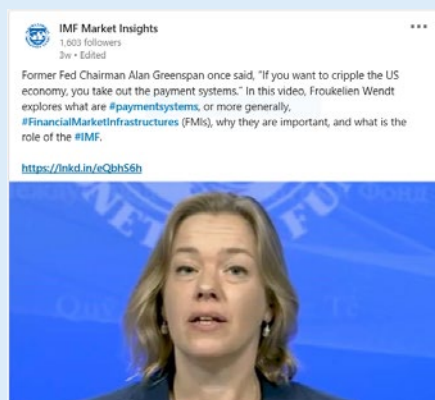 IMF Market Insights
1,603 followers
3w • Edited
Former Fed Chairman Alan Greenspan once said, "If you want to cripple the US
economy, you take out the payment systems." In this video, Froukelien Wendt
explores what are #paymentsystems, or more generally,
#FinancialMarketInfrastructures (FMIs), why they are important, and what is the
role of the #IMF.
https://lnkd.in/eQbhS6h